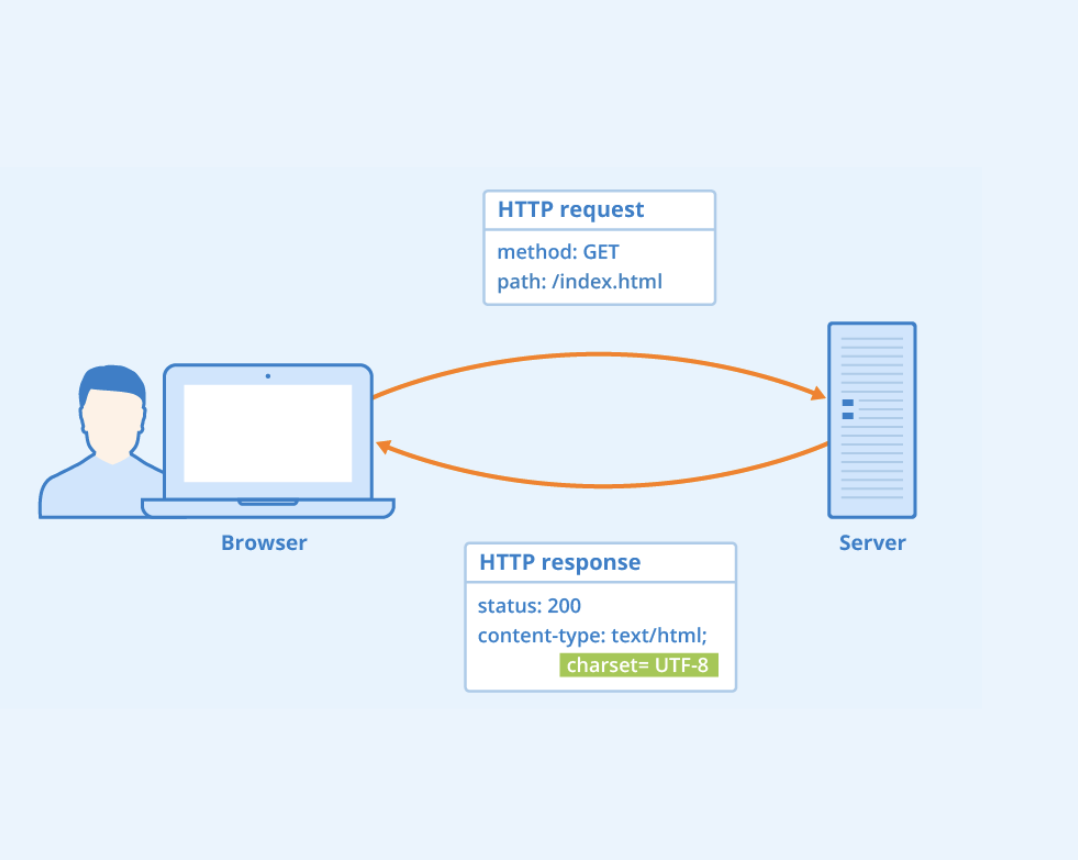 HTTP request
method: GET
path: /index.html
Browser
Server
HTTP response
status: 200
content-type: text/html;
charset= UTF-8